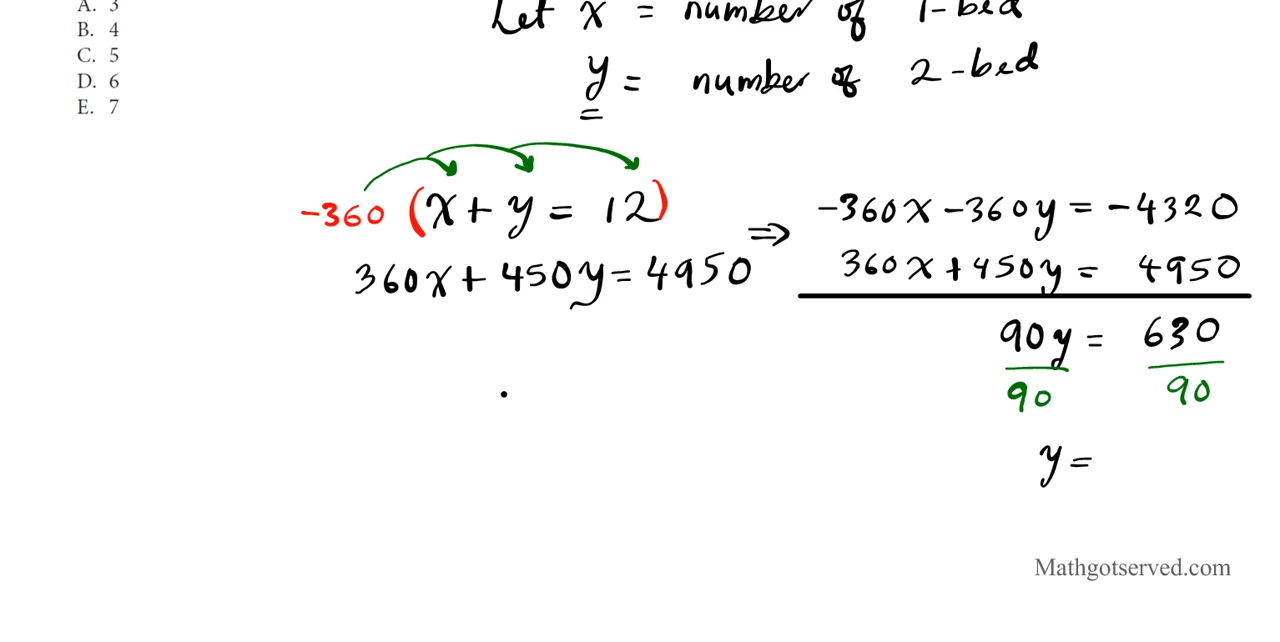 A. 3
B. 4
C. 5
D. 6
E. 7
Let x = number of 1-bed
y = number of 2-bed
-360 (x + y = 12)
360x + 450y = 4950
⇒
-360x - 360y = -4320
360x + 450y = 4950
90y = 630
90 90
y =
Mathgotserved.com